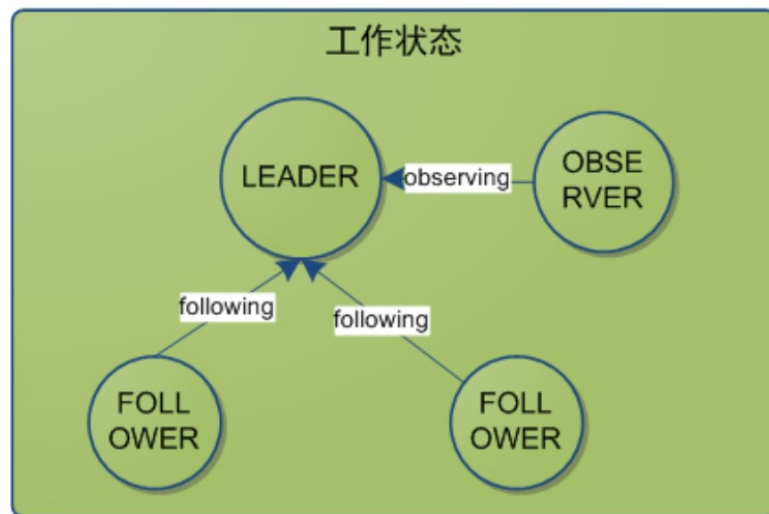 工作状态
LEADER
observing
OBSE
RVER
following
following
FOLL
OWER
FOLL
OWER